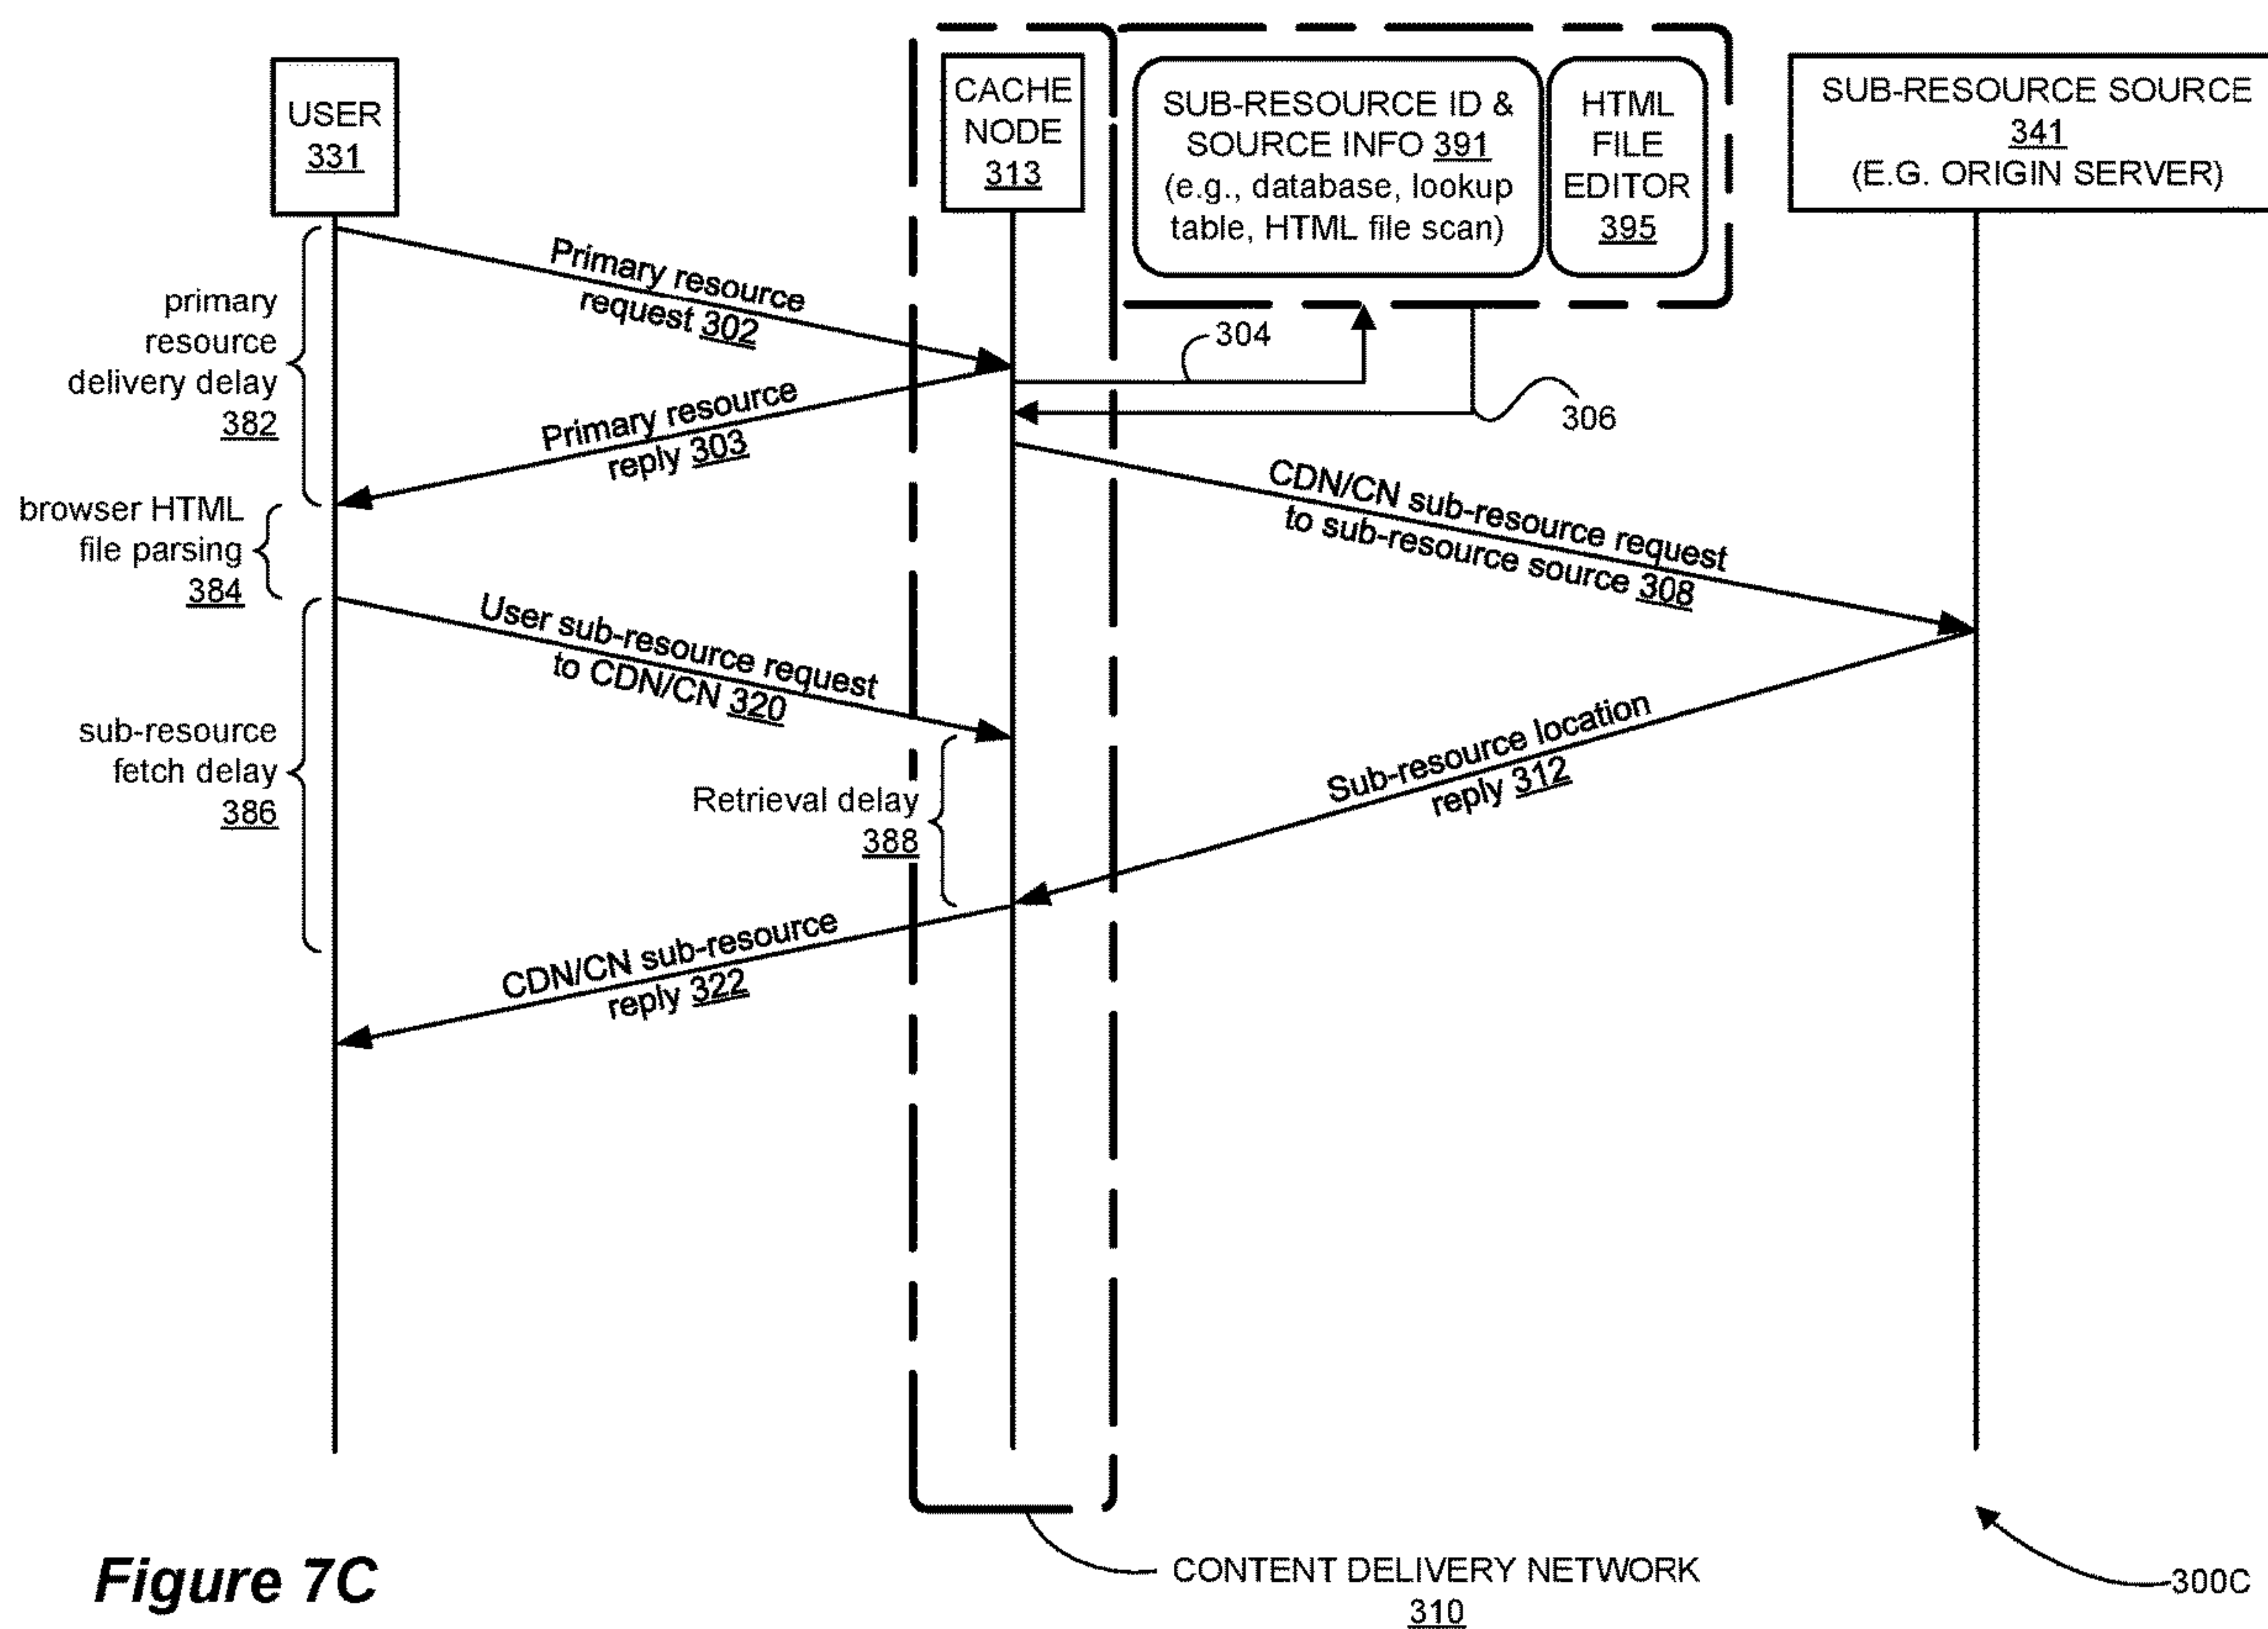 USER
331
CACHE
NODE
313
SUB-RESOURCE ID &
SOURCE INFO 391
(e.g., database, lookup
table, HTML file scan)
HTML
FILE
EDITOR
395
SUB-RESOURCE SOURCE
341
(E.G. ORIGIN SERVER)
primary
resource
delivery delay
382
Primary resource
request 302
304
306
Primary resource
reply 303
browser HTML
file parsing
384
CDN/CN sub-resource request
to sub-resource source 308
User sub-resource request
to CDN/CN 320
sub-resource
fetch delay
386
Retrieval delay
388
Sub-resource location
reply 312
CDN/CN sub-resource
reply 322
Figure 7C
CONTENT DELIVERY NETWORK
310
300C